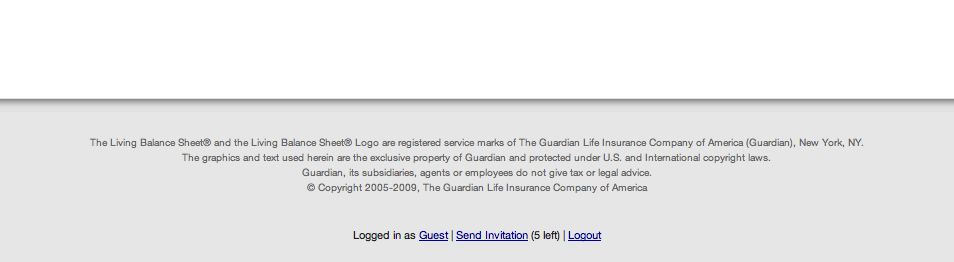 The Living Balance Sheet® and the Living Balance Sheet® Logo are registered service marks of The Guardian Life Insurance Company of America (Guardian), New York, NY.
The graphics and text used herein are the exclusive property of Guardian and protected under U.S. and International copyright laws.
Guardian, its subsidiaries, agents or employees do not give tax or legal advice.
© Copyright 2005-2009, The Guardian Life Insurance Company of America
Logged in as Guest | Send Invitation (5 left) | Logout